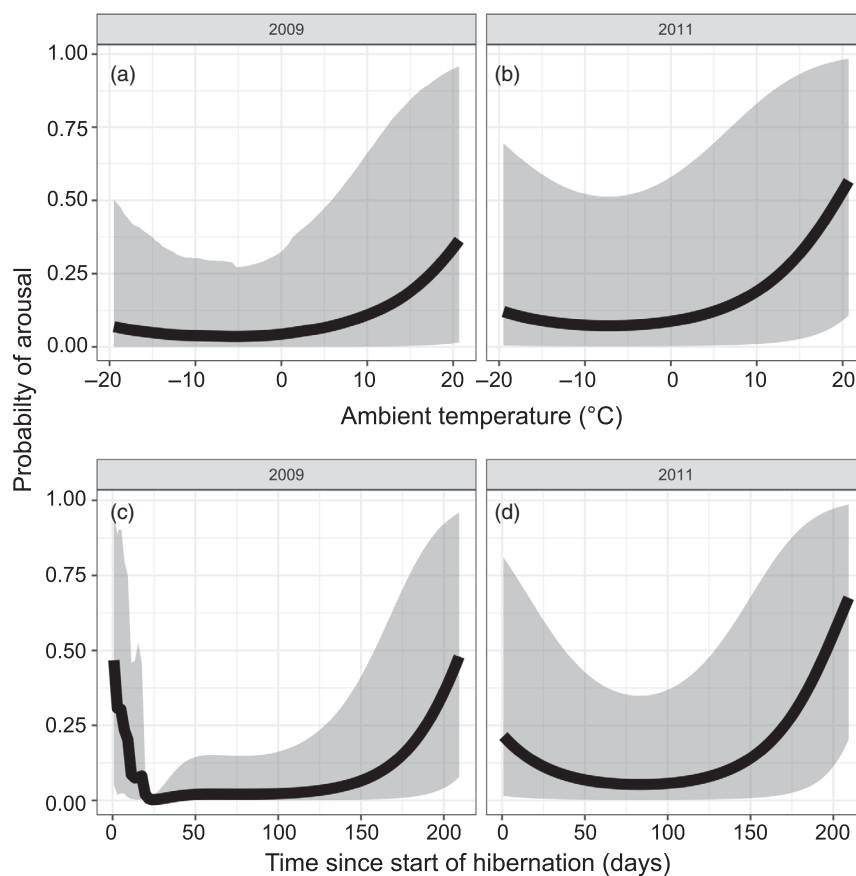 2009 2011
(a) (b)
1.00
0.75
0.50
0.25
0.00
–20 –10 0 10 20 –20 –10 0 10 20
Ambient temperature (°C)
Probabilty of arousal
2009 2011
(c) (d)
1.00
0.75
0.50
0.25
0.00
0 50 100 150 200 0 50 100 150 200
Time since start of hibernation (days)